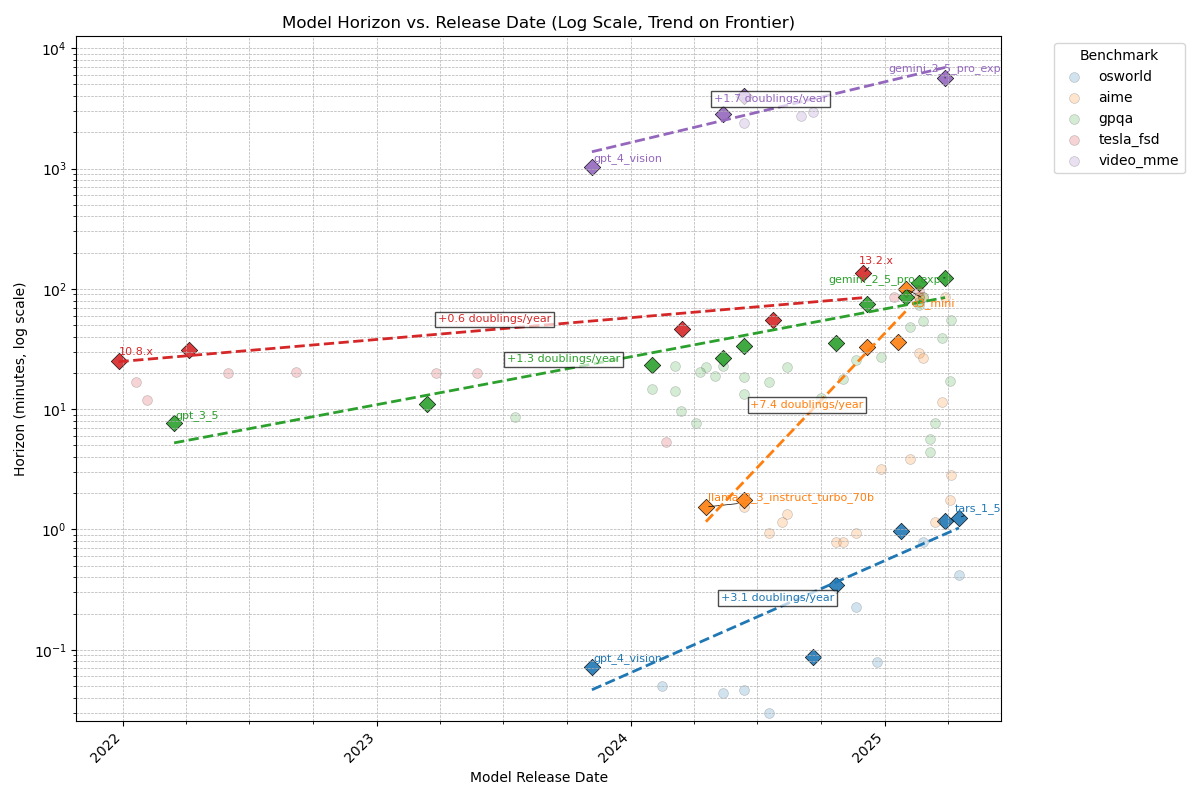 Model Horizon vs. Release Date (Log Scale, Trend on Frontier)
Horizon (minutes, log scale)
10^4
10^3
10^2
10^1
10^0
10^-1
gemini_2_5_pro_exp
+1.7 doublings/year
gpt_4_vision
13.2.x
gemini_2_5_pro_exp
mini
+0.6 doublings/year
10.8.x
+1.3 doublings/year
gpt_3_5
+7.4 doublings/year
3_instruct_turbo_70b
tars_1_5
+3.1 doublings/year
gpt_4_vision
2022
2023
2024
2025
Model Release Date
Benchmark
osworld
aime
gpqa
tesla_fsd
video_mme